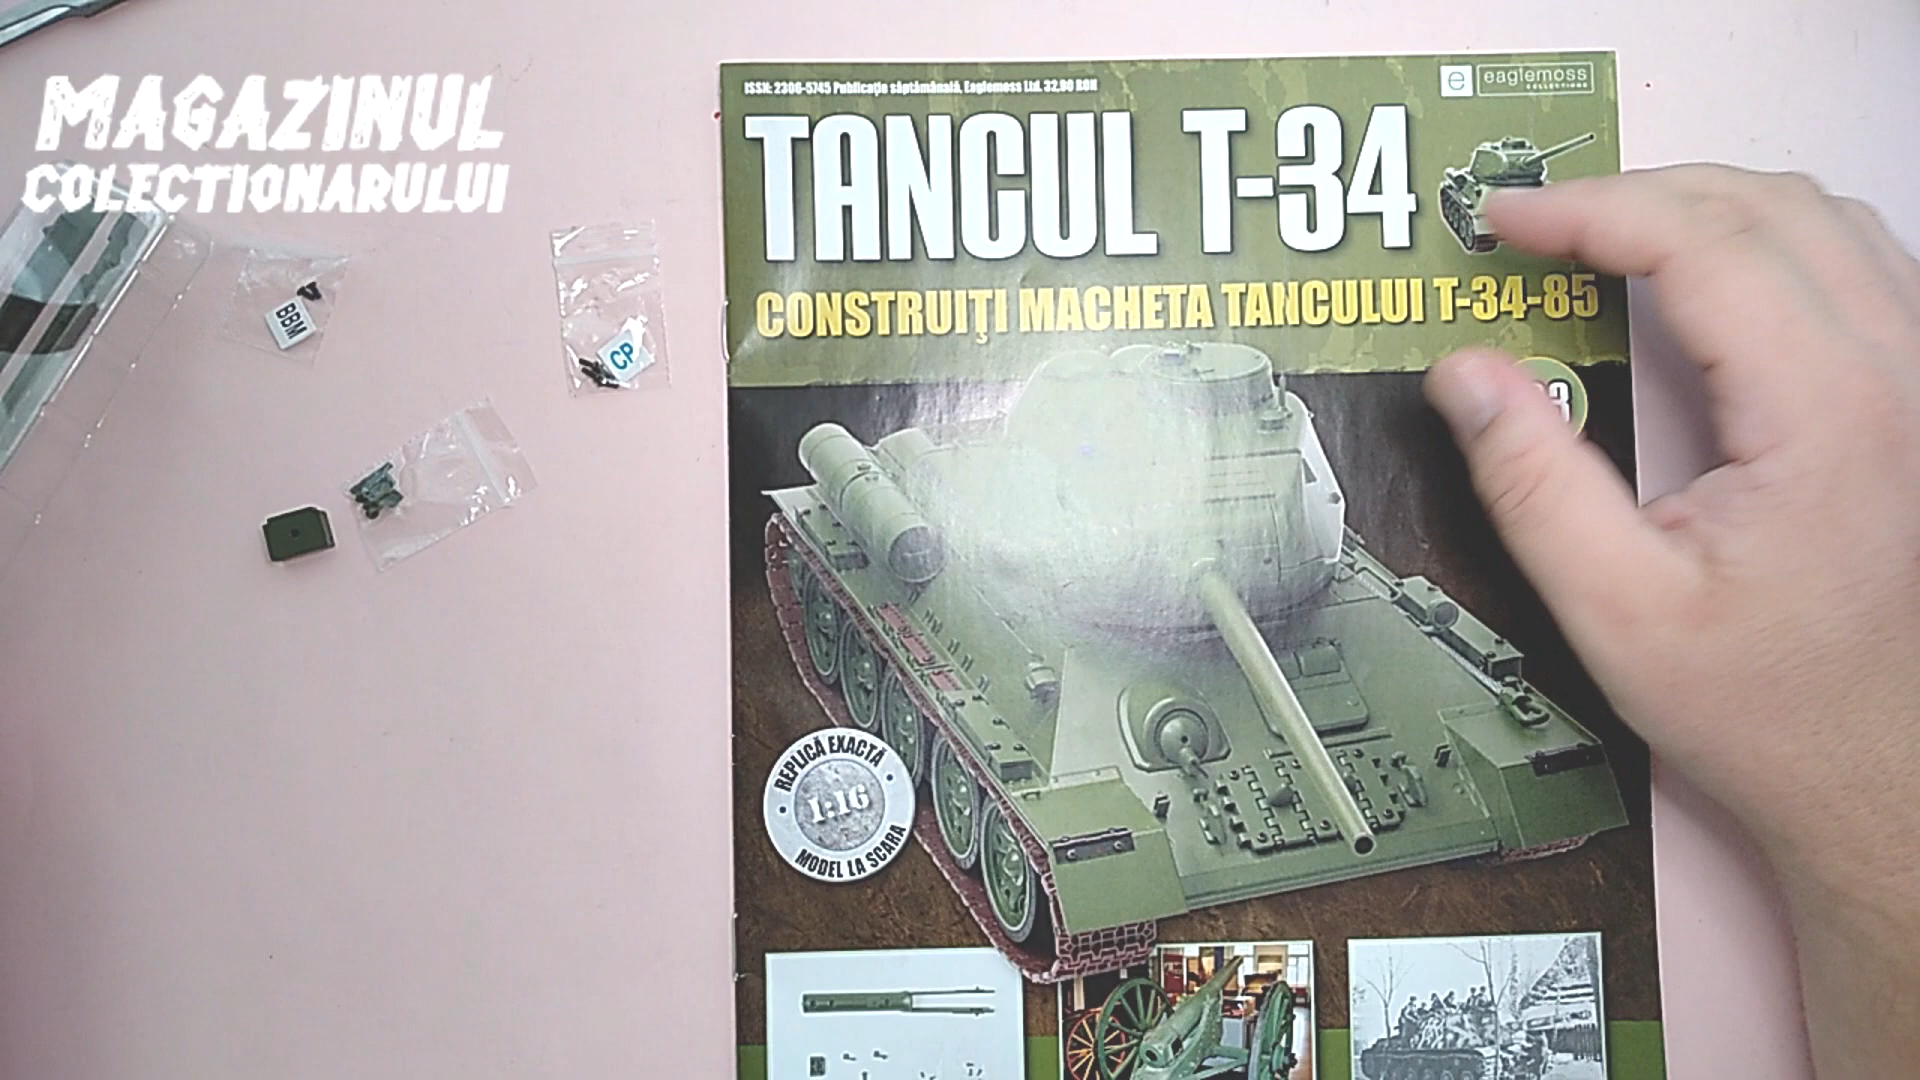 MAGAZINUL
COLECTIONARULUI
ISSN: 2306-5745 Publicație săptămânală, Eaglemoss Ltd. 32,90 RON
e eaglemoss
COLLECTIONS
TANCUL T-34
CONSTRUIȚI MACHETA TANCULUI T-34-85
BBM
CP
REPLICĂ EXACTĂ
1:16
MODEL LA SCARA